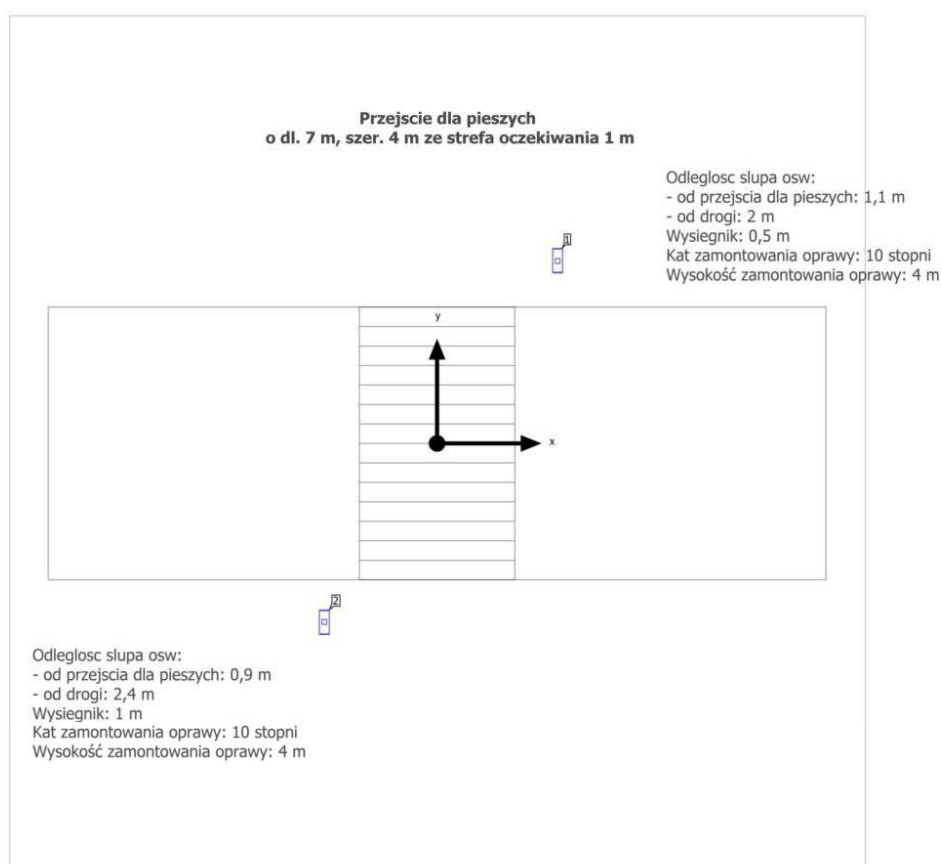 Przejscie dla pieszych
o dl. 7 m, szer. 4 m ze strefa oczekiwania 1 m
Odleglosc slupa osw:
- od przejscia dla pieszych: 1,1 m
- od drogi: 2 m
Wysiegnik: 0,5 m
Kat zamontowania oprawy: 10 stopni
Wysokość zamontowania oprawy: 4 m
1
y
x
2
Odleglosc slupa osw:
- od przejscia dla pieszych: 0,9 m
- od drogi: 2,4 m
Wysiegnik: 1 m
Kat zamontowania oprawy: 10 stopni
Wysokość zamontowania oprawy: 4 m